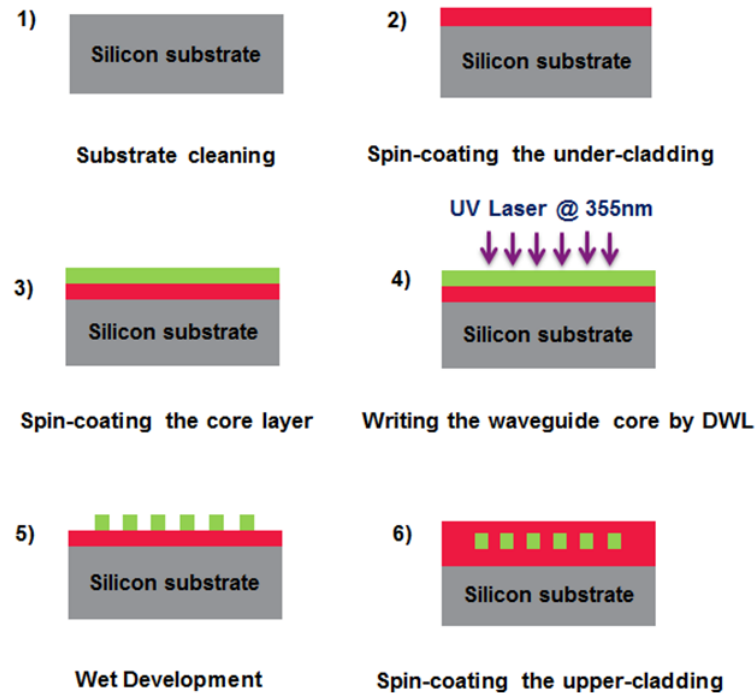 1)
Silicon substrate
Substrate cleaning
2)
Silicon substrate
Spin-coating the under-cladding
3)
Silicon substrate
Spin-coating the core layer
UV Laser @ 355nm
4)
Silicon substrate
Writing the waveguide core by DWL
5)
Silicon substrate
Wet Development
6)
Silicon substrate
Spin-coating the upper-cladding